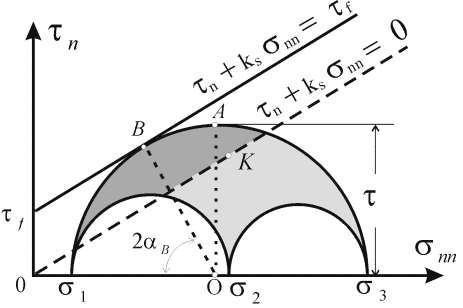 τn
τn + ks σnn = τf
τn + ks σnn = 0
A
B
K
τf
τ
2αB
σnn
0
σ1
O
σ2
σ3